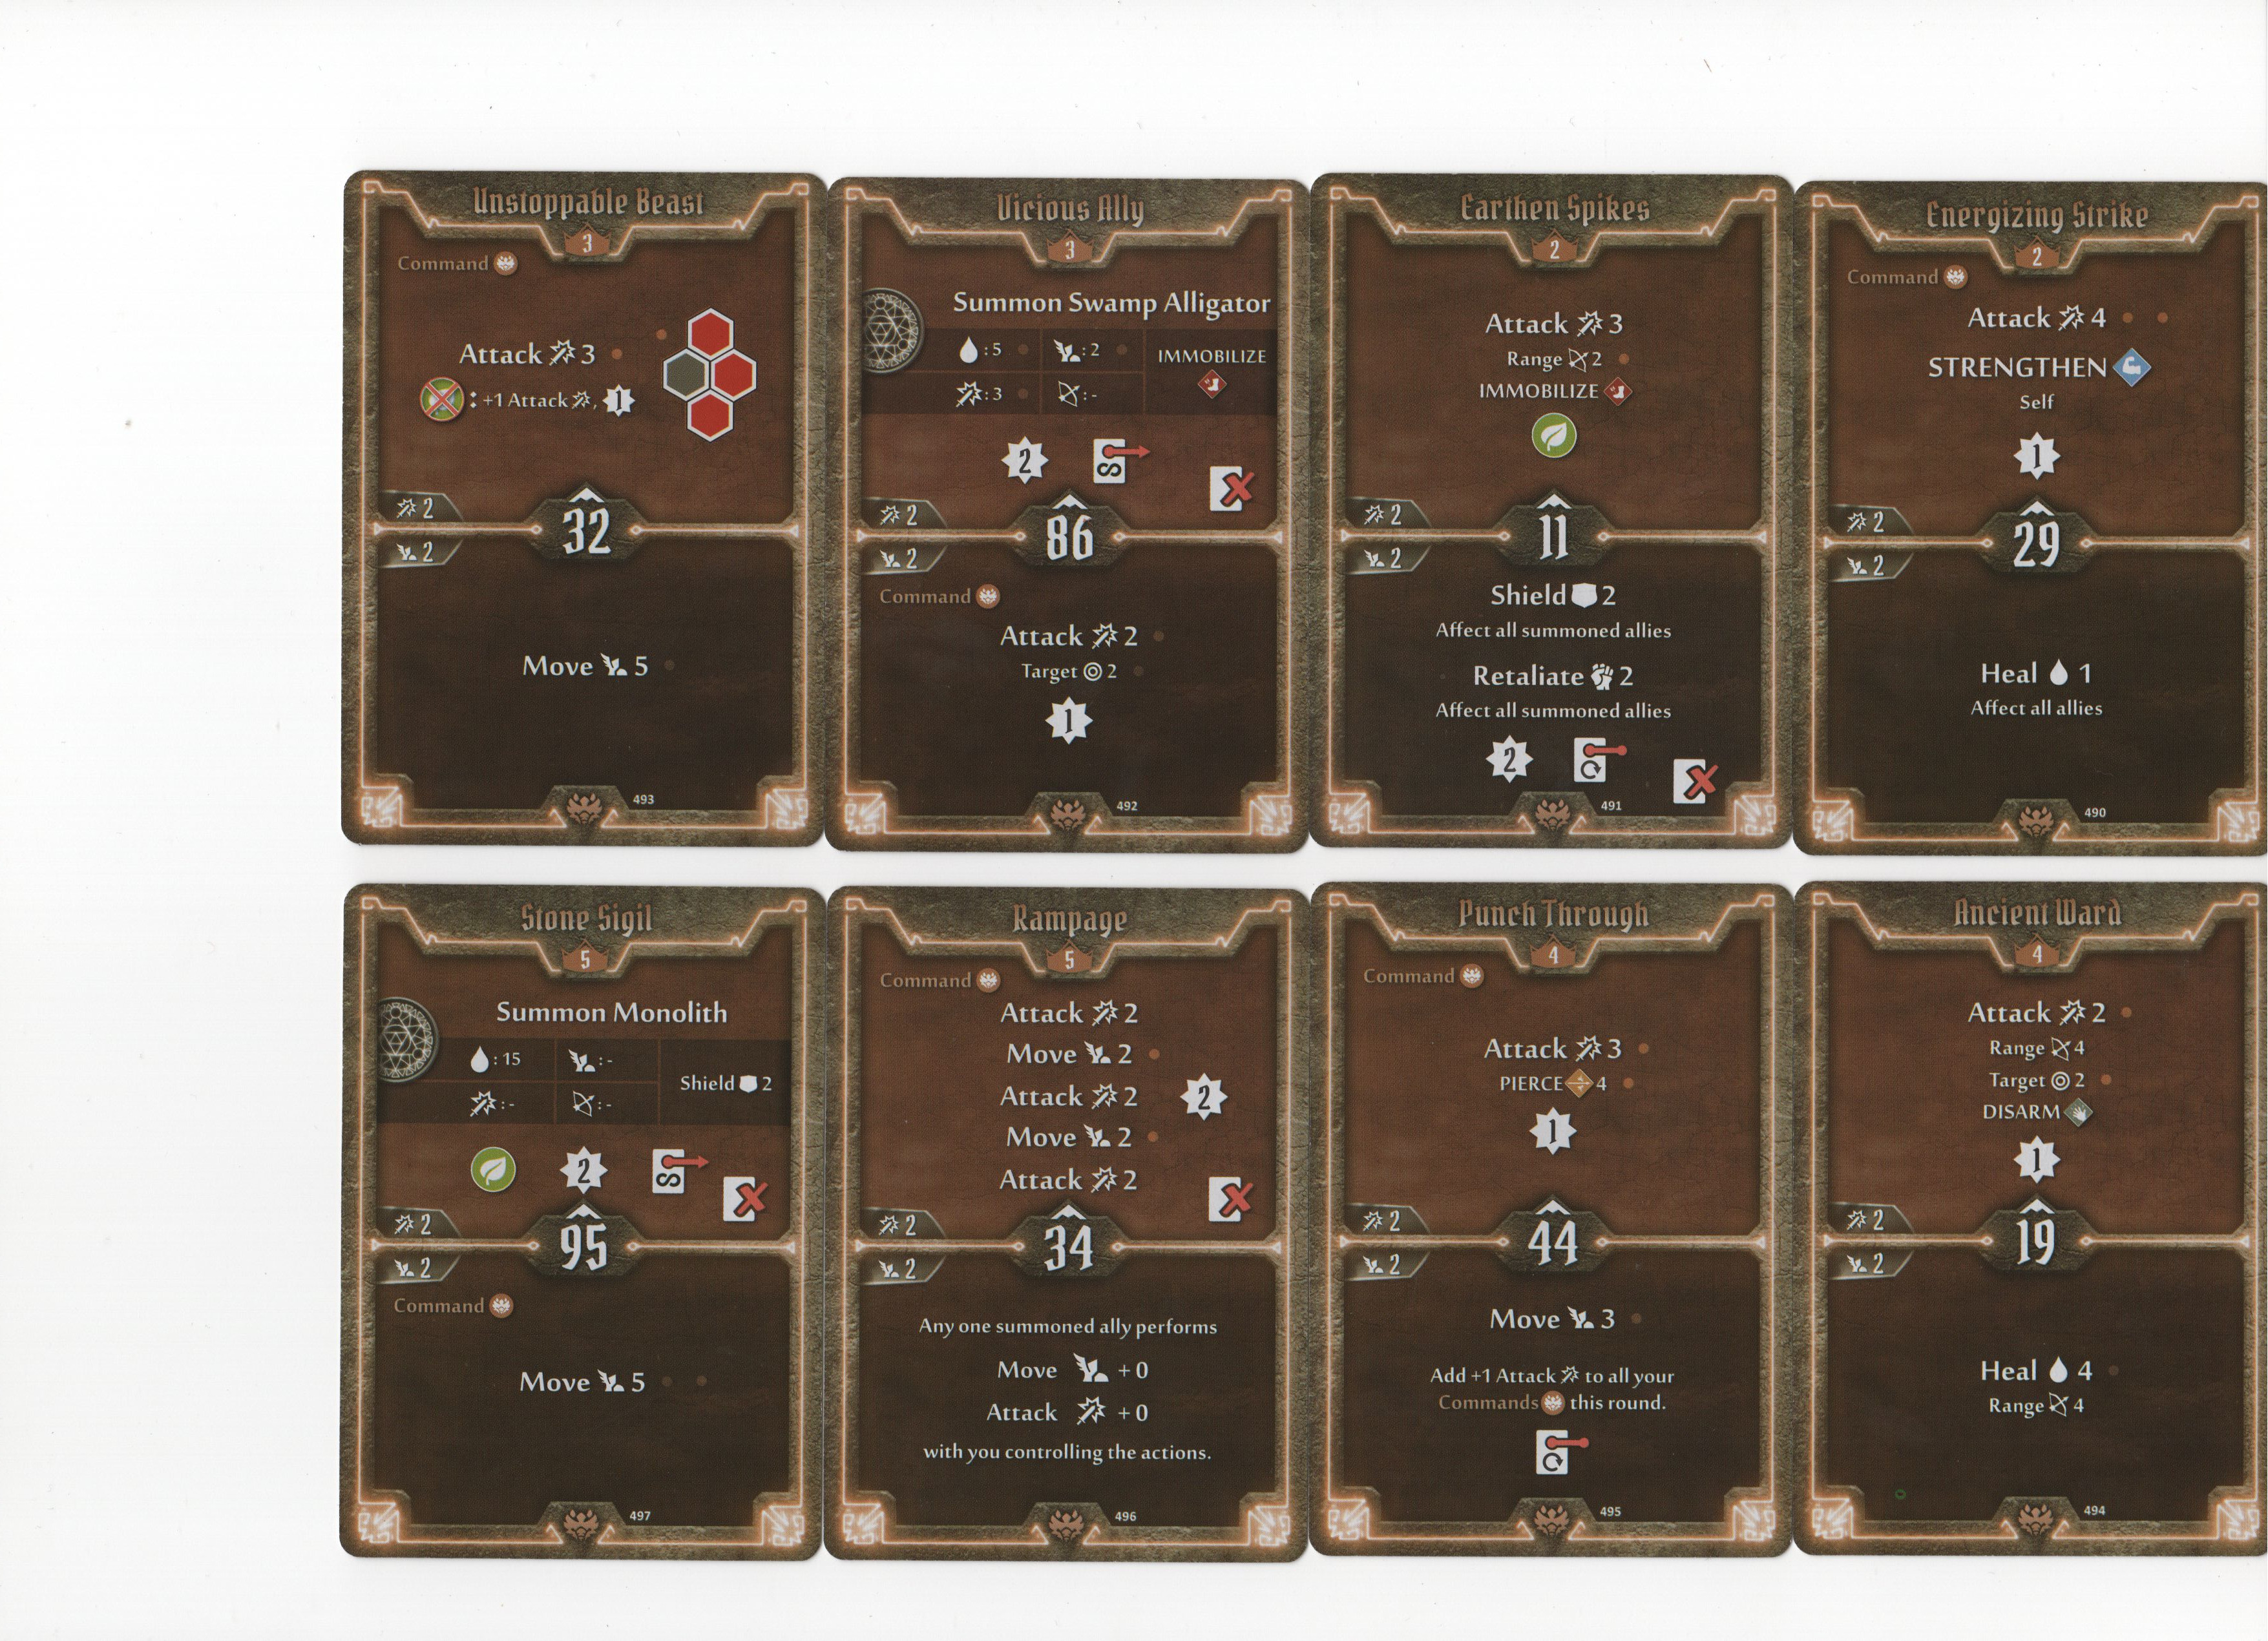 Unstoppable Beast
3
Command
Attack 3
: +1 Attack , 1
2
32
2
Move 5
493
Vicious Ally
3
Summon Swamp Alligator
: 5 : 2 IMMOBILIZE
: 3 : -
2
2
86
2
Command
Attack 2
Target 2
1
492
Earthen Spikes
2
Attack 3
Range 2
IMMOBILIZE
2
11
2
Shield 2
Affect all summoned allies
Retaliate 2
Affect all summoned allies
2
491
Energizing Strike
2
Command
Attack 4
STRENGTHEN
Self
1
2
29
2
Heal 1
Affect all allies
490
Stone Sigil
5
Summon Monolith
: 15 : - Shield 2
: - : -
2
2
95
2
Command
Move 5
497
Rampage
5
Command
Attack 2
Move 2
Attack 2 2
Move 2
Attack 2
2
34
2
Any one summoned ally performs
Move + 0
Attack + 0
with you controlling the actions.
496
Punch Through
4
Command
Attack 3
PIERCE 4
1
2
44
2
Move 3
Add +1 Attack to all your
Commands this round.
495
Ancient Ward
4
Attack 2
Range 4
Target 2
DISARM
1
2
19
2
Heal 4
Range 4
494